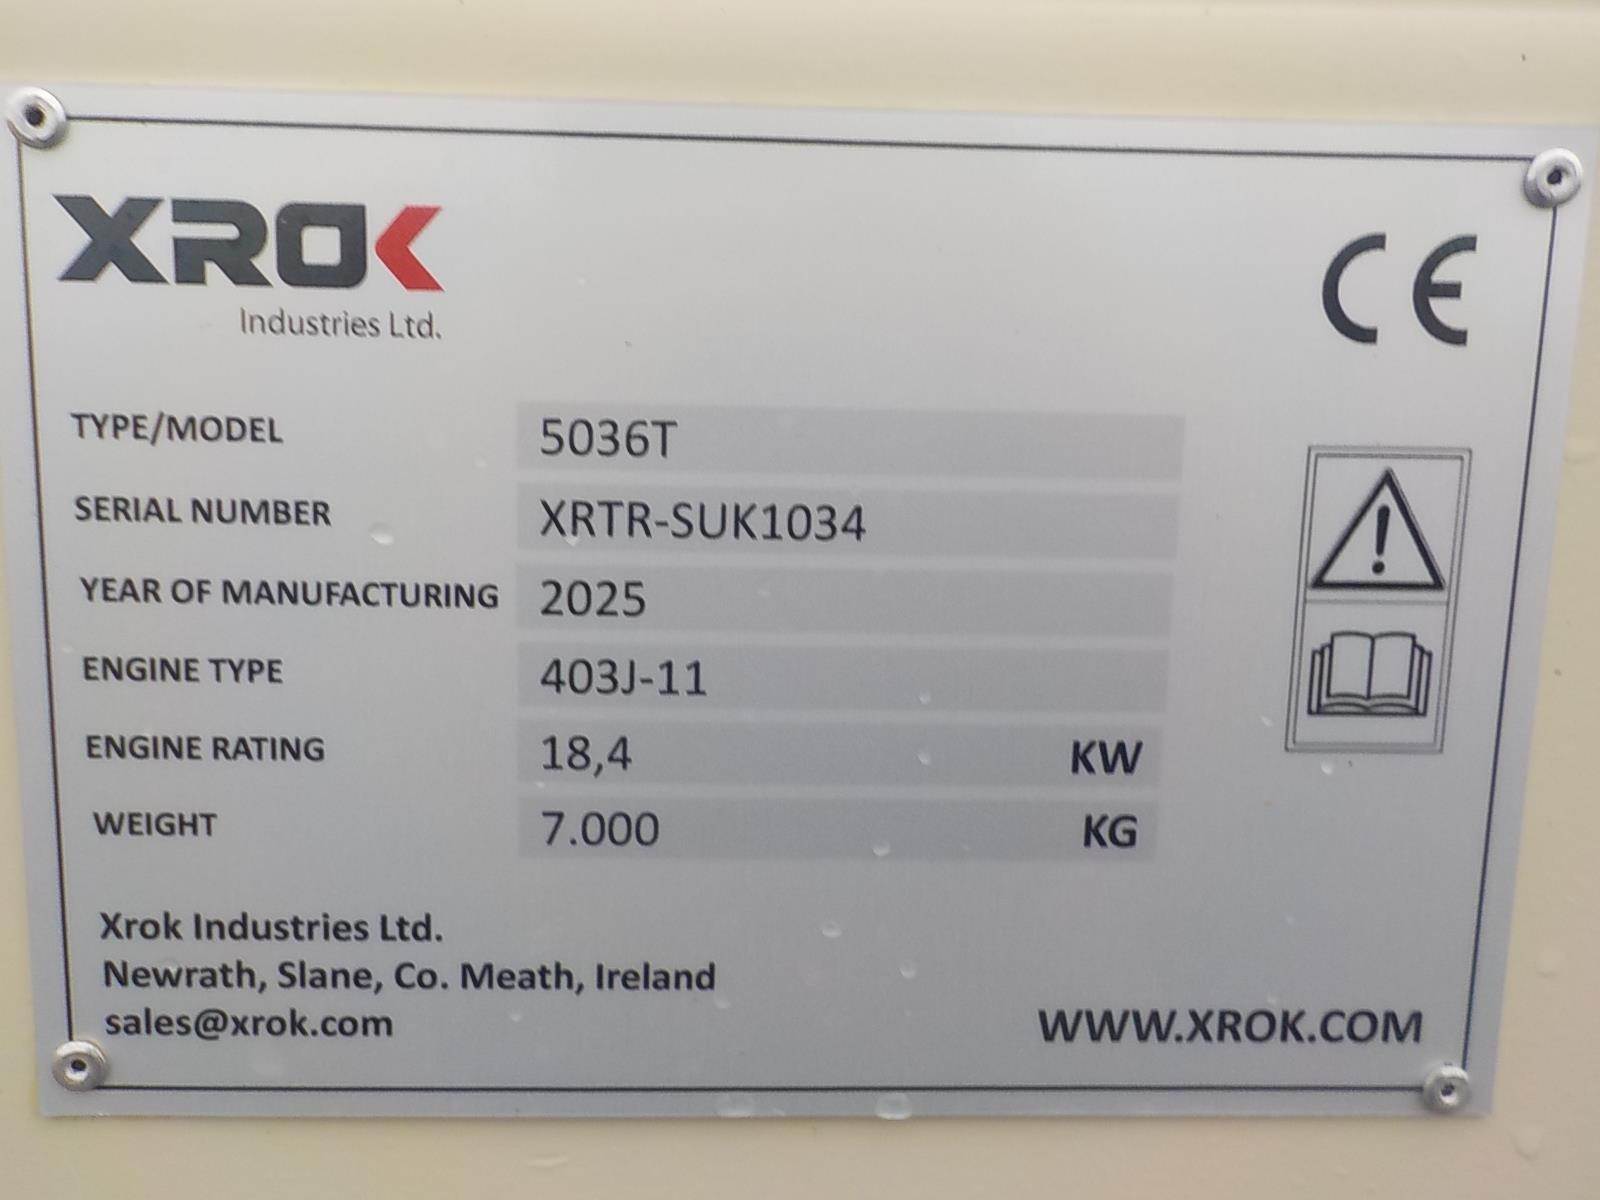 XROK
Industries Ltd.
CE
TYPE/MODEL 5036T
SERIAL NUMBER XRTR-SUK1034
YEAR OF MANUFACTURING 2025
ENGINE TYPE 403J-11
ENGINE RATING 18,4 KW
WEIGHT 7.000 KG
Xrok Industries Ltd.
Newrath, Slane, Co. Meath, Ireland
sales@xrok.com
WWW.XROK.COM